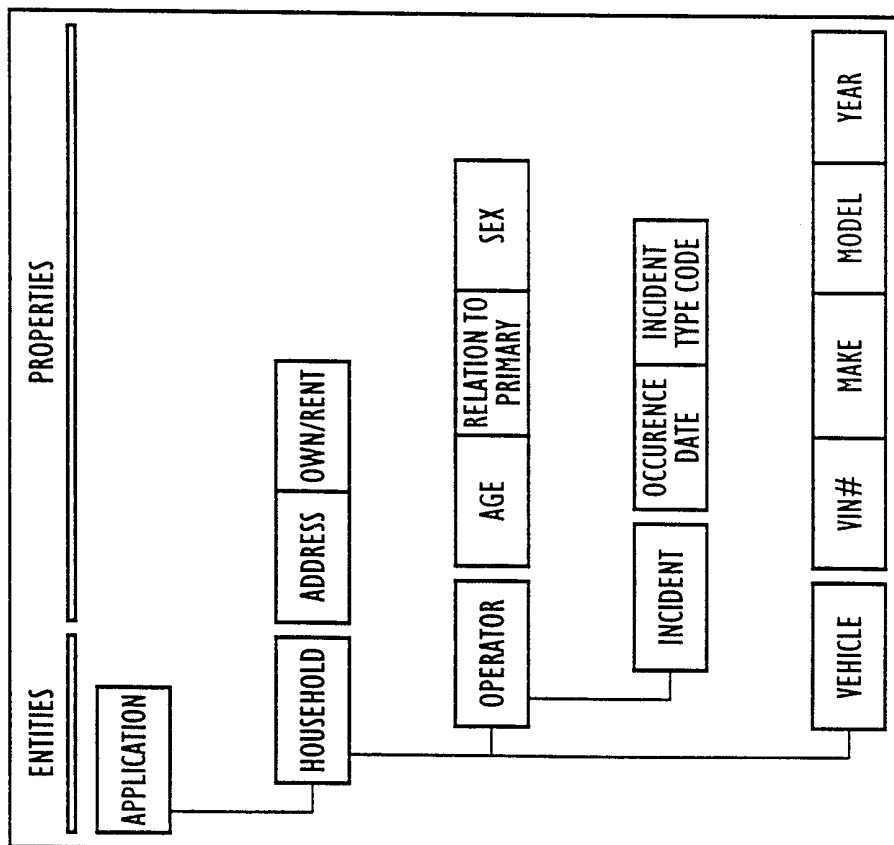 ENTITIES
PROPERTIES
APPLICATION
HOUSEHOLD
ADDRESS
OWN/RENT
OPERATOR
AGE
RELATION TO
PRIMARY
SEX
INCIDENT
OCCURENCE
DATE
INCIDENT
TYPE CODE
VEHICLE
VIN#
MAKE
MODEL
YEAR